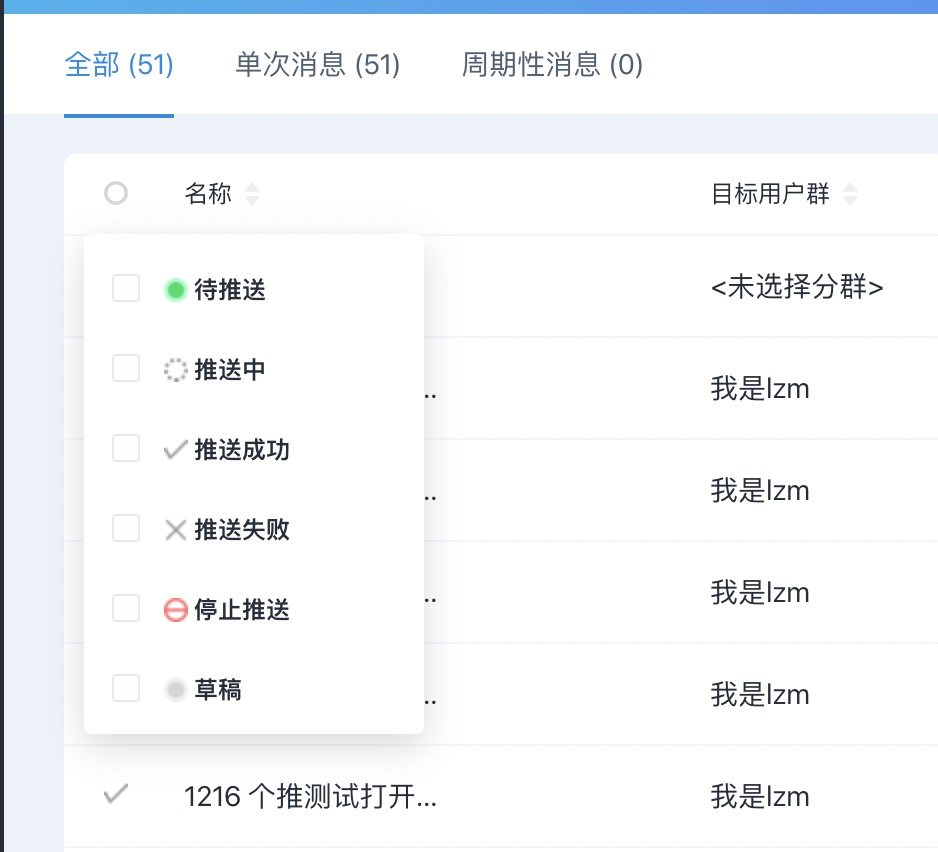 全部 (51) 单次消息 (51) 周期性消息 (0)
名称 目标用户群
待推送
<未选择分群>
推送中
.. 我是lzm
推送成功
.. 我是lzm
推送失败
.. 我是lzm
停止推送
草稿
.. 我是lzm
1216 个推测试打开... 我是lzm